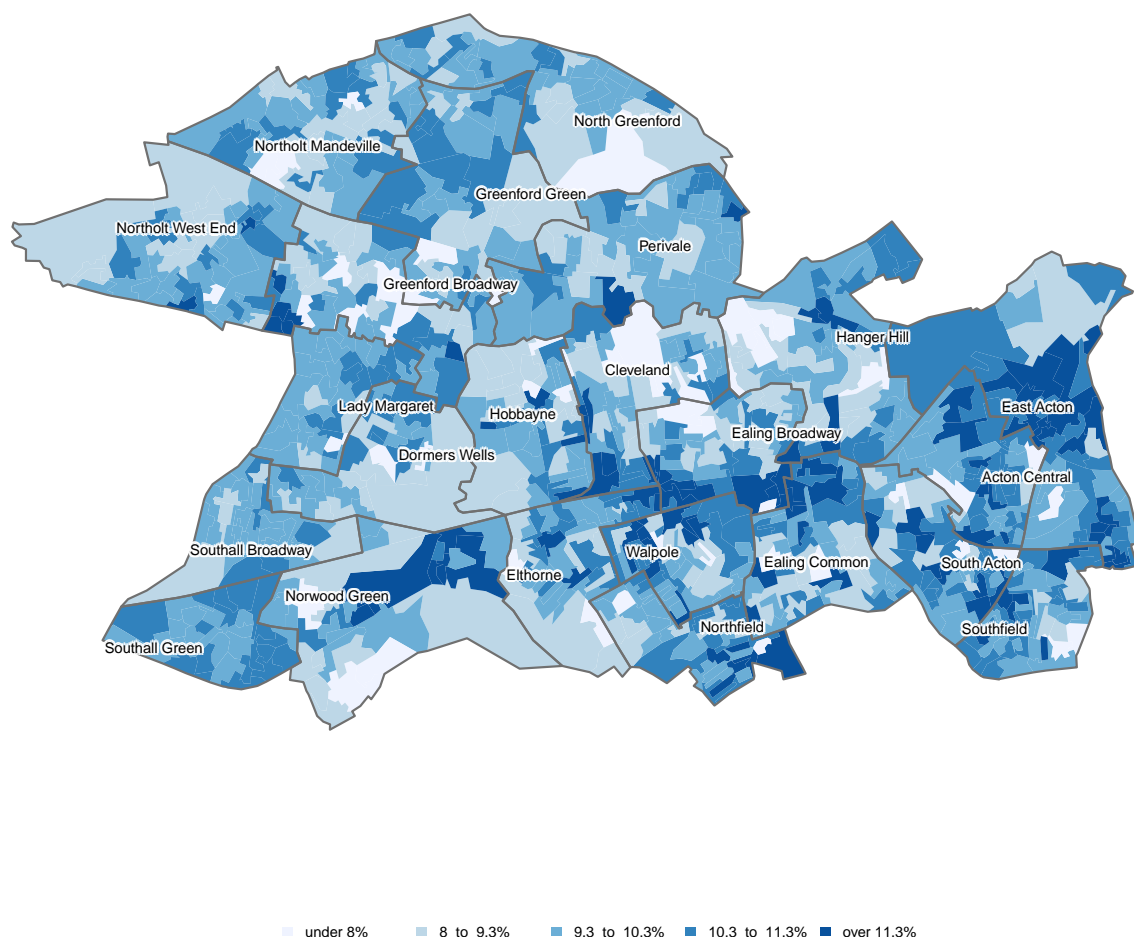 North Greenford
Northolt Mandeville
Greenford Green
Northolt West End
Perivale
Greenford Broadway
Hanger Hill
Cleveland
Lady Margaret
Hobbayne
East Acton
Ealing Broadway
Dormers Wells
Acton Central
Southall Broadway
Walpole
Ealing Common
South Acton
Elthorne
Norwood Green
Northfield
Southfield
Southall Green
under 8% 8 to 9.3% 9.3 to 10.3% 10.3 to 11.3% over 11.3%